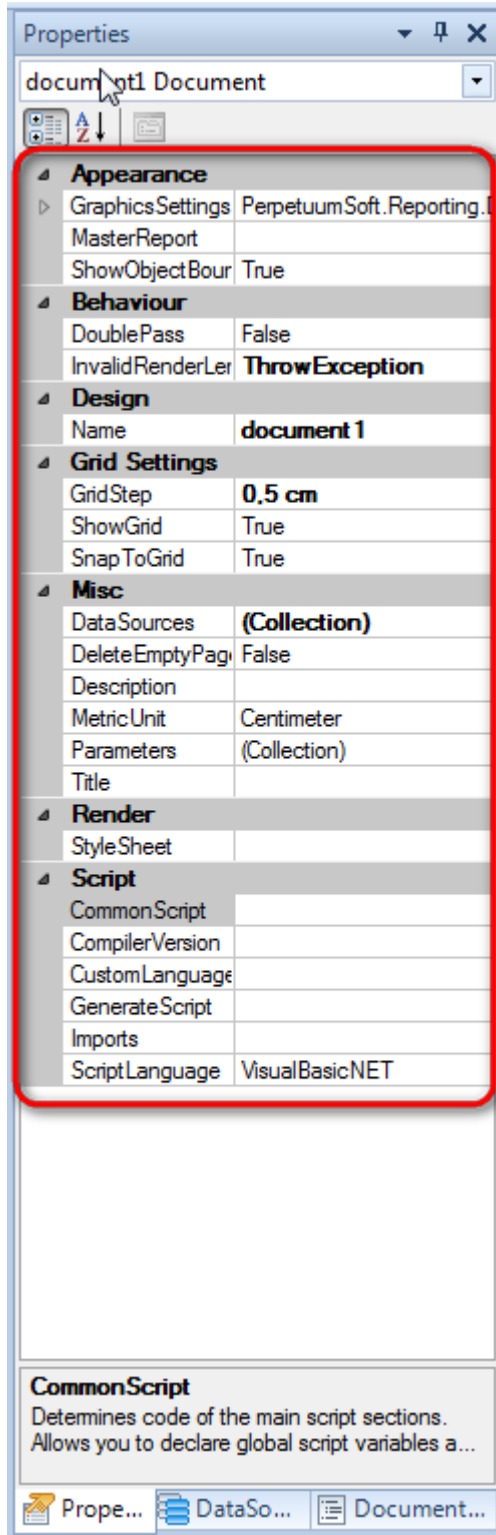 Properties
document1 Document
Appearance
GraphicsSettings PerpetuumSoft.Reporting.
MasterReport
ShowObjectBour True
Behaviour
DoublePass False
InvalidRenderLer ThrowException
Design
Name document1
Grid Settings
GridStep 0,5 cm
ShowGrid True
SnapToGrid True
Misc
DataSources (Collection)
DeleteEmptyPag False
Description
MetricUnit Centimeter
Parameters (Collection)
Title
Render
StyleSheet
Script
CommonScript
CompilerVersion
CustomLanguage
GenerateScript
Imports
ScriptLanguage VisualBasicNET
CommonScript
Determines code of the main script sections.
Allows you to declare global script variables a...
Prope... DataSo... Document...